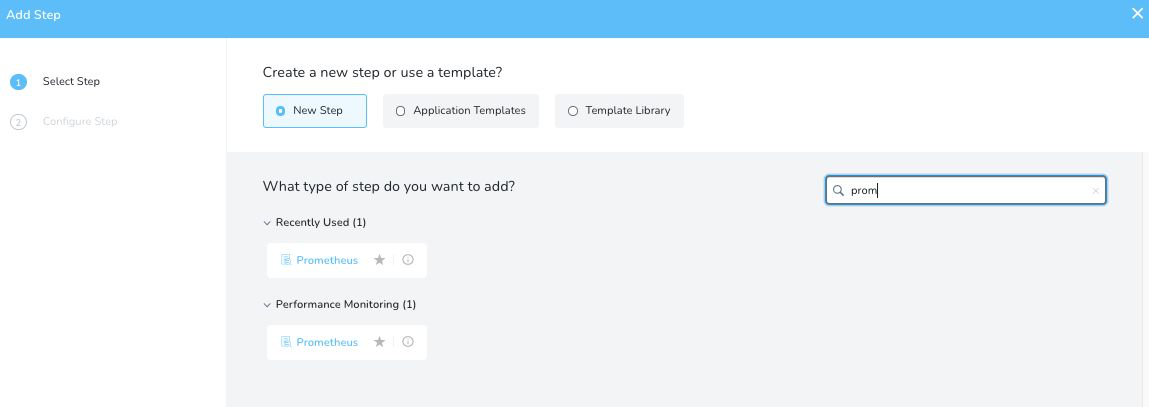 Add Step
1 Select Step
2 Configure Step
Create a new step or use a template?
New Step Application Templates Template Library
What type of step do you want to add?
prom
Recently Used (1)
Prometheus
Performance Monitoring (1)
Prometheus